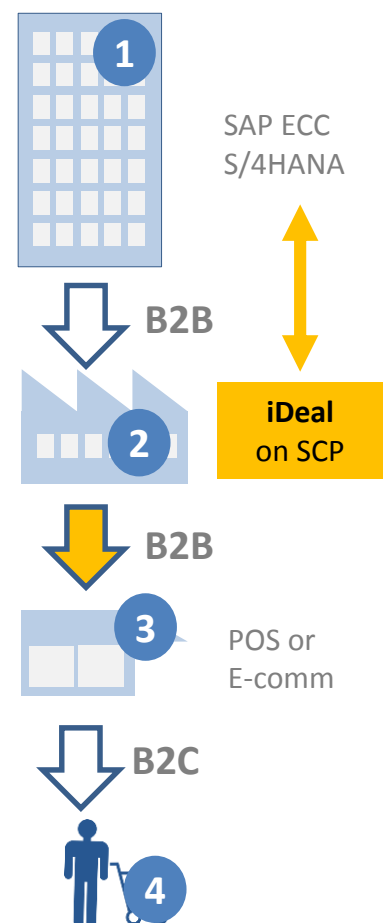 1
SAP ECC
S/4HANA
B2B
iDeal
on SCP
2
B2B
3
POS or
E-comm
B2C
4